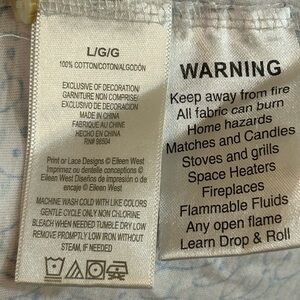 L/G/G
100% COTTON/COTON/ALGODÓN
EXCLUSIVE OF DECORATION/
GARNITURE NON COMPRISE/
EXCLUSIVO DE DECORACIÓN
MADE IN CHINA
FABRIQUE AU CHINE
HECHO EN CHINA
RN# 98504
Print or Lace Designs © Eileen West
Imprimez ou dentelle conceptions ©
Eileen West Diseños de impresión o de
encaje © Eileen West
MACHINE WASH COLD WITH LIKE COLORS
GENTLE CYCLE ONLY NON CHLORINE
BLEACH WHEN NEEDED TUMBLE DRY LOW
REMOVE PROMPTLY LOW IRON WITHOUT
STEAM, IF NEEDED
WARNING
Keep away from fire
All fabric can burn
Home hazards
Matches and Candles
Stoves and grills
Space Heaters
Fireplaces
Flammable Fluids
Any open flame
Learn Drop & Roll